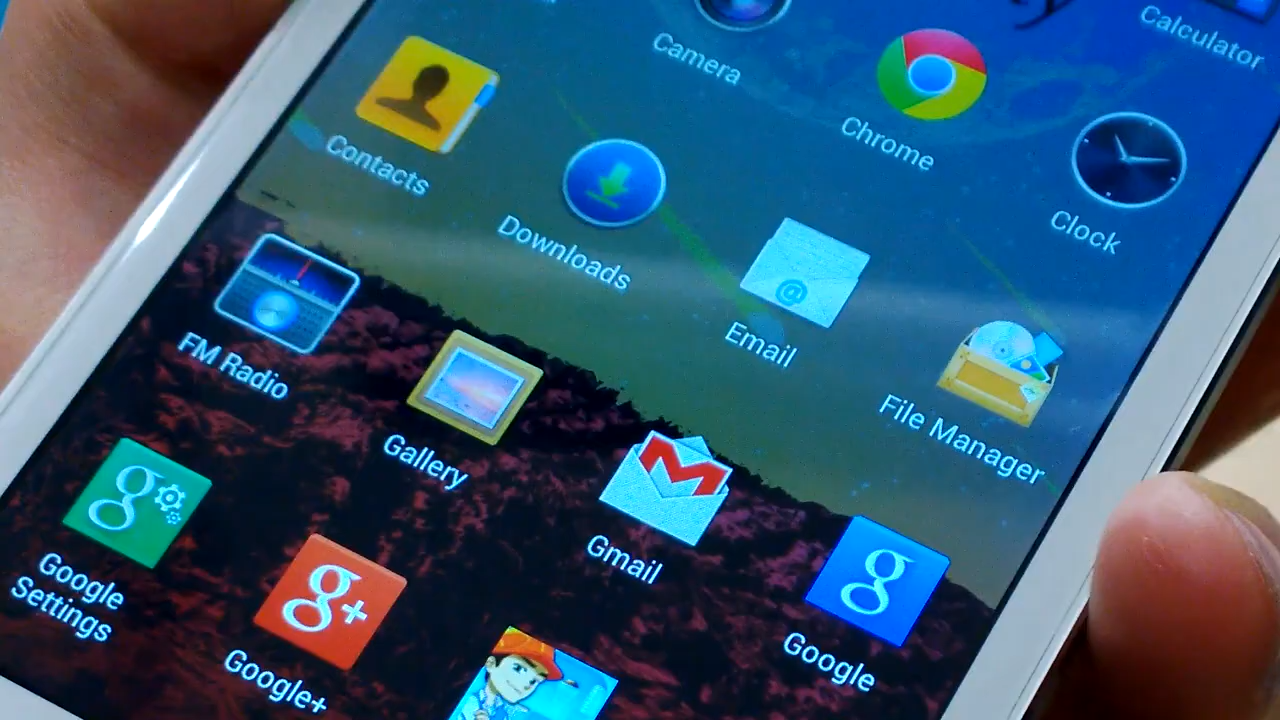 Camera
Chrome
Calculator
Contacts
Downloads
Email
Clock
FM Radio
Gallery
Gmail
File Manager
Google
Settings
Google+
Google